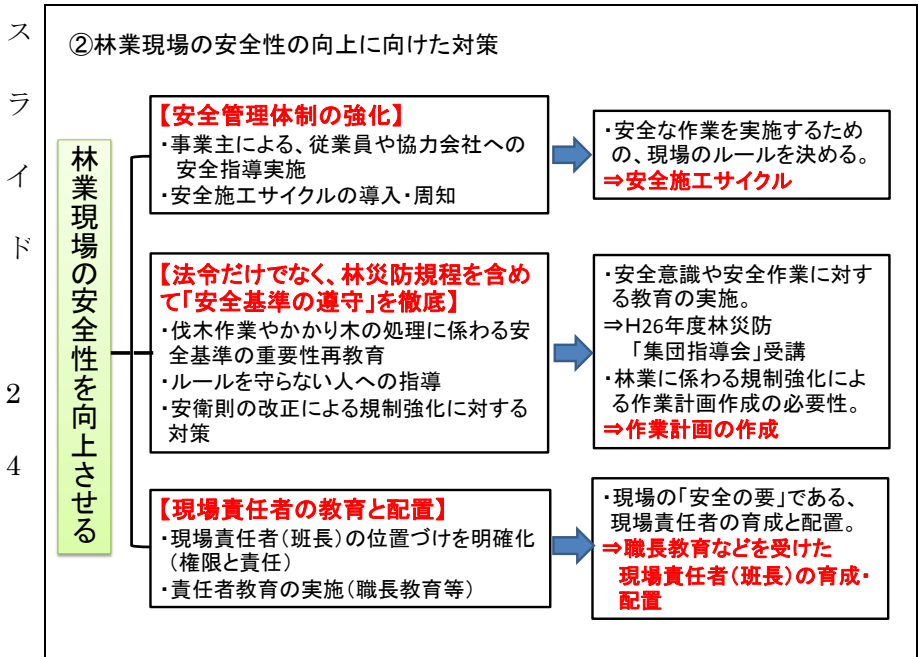 スライド24
②林業現場の安全性の向上に向けた対策
林業現場の安全性を向上させる
【安全管理体制の強化】
・事業主による、従業員や協力会社への
安全指導実施
・安全施工サイクルの導入・周知
・安全な作業を実施するため
の、現場のルールを決める。
⇒安全施工サイクル
【法令だけでなく、林災防規程を含め
て「安全基準の遵守」を徹底】
・伐木作業やかかり木の処理に係わる安
全基準の重要性再教育
・ルールを守らない人への指導
・安衛則の改正による規制強化に対する
対策
・安全意識や安全作業に対す
る教育の実施。
⇒H26年度林災防
「集団指導会」受講
・林業に係わる規制強化によ
る作業計画作成の必要性。
⇒作業計画の作成
【現場責任者の教育と配置】
・現場責任者(班長)の位置づけを明確化
(権限と責任)
・責任者教育の実施(職長教育等)
・現場の「安全の要」である、
現場責任者の育成と配置。
⇒職長教育などを受けた
現場責任者(班長)の育成・
配置